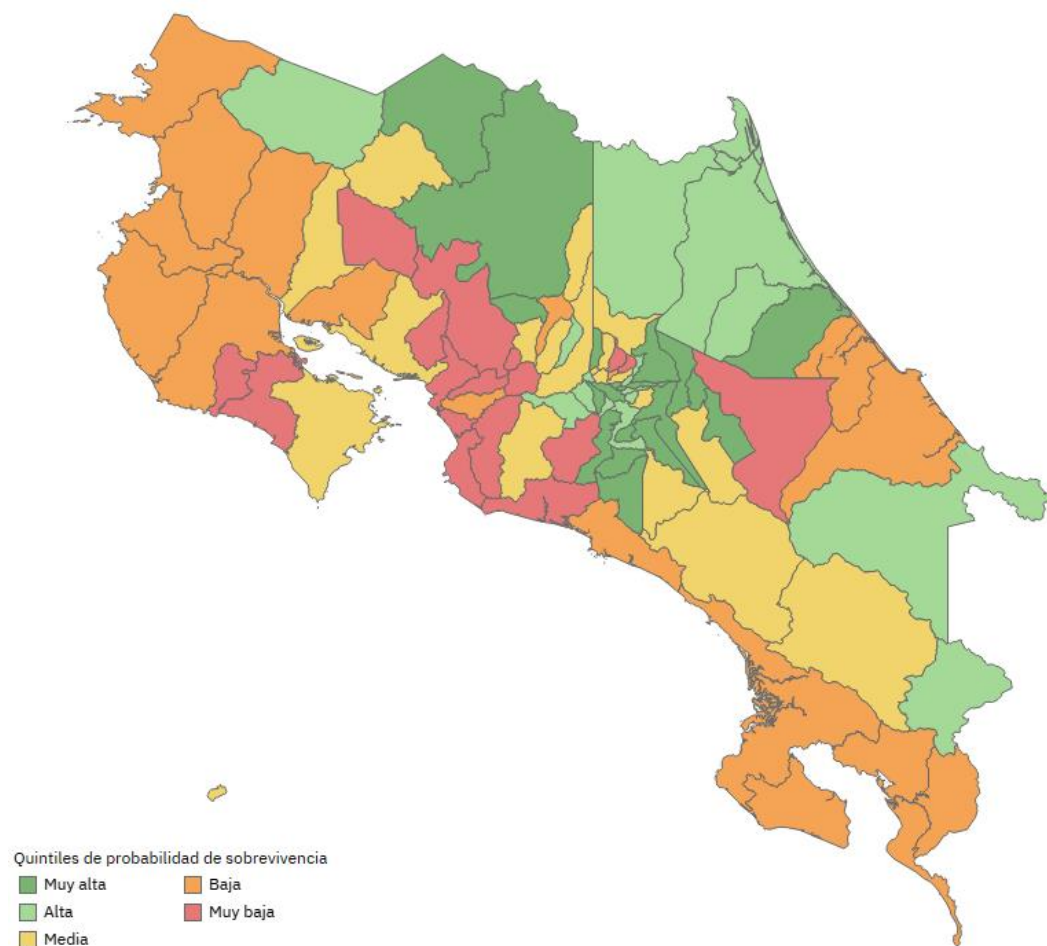 Quintiles de probabilidad de sobrevivencia
Muy alta
Baja
Alta
Muy baja
Media